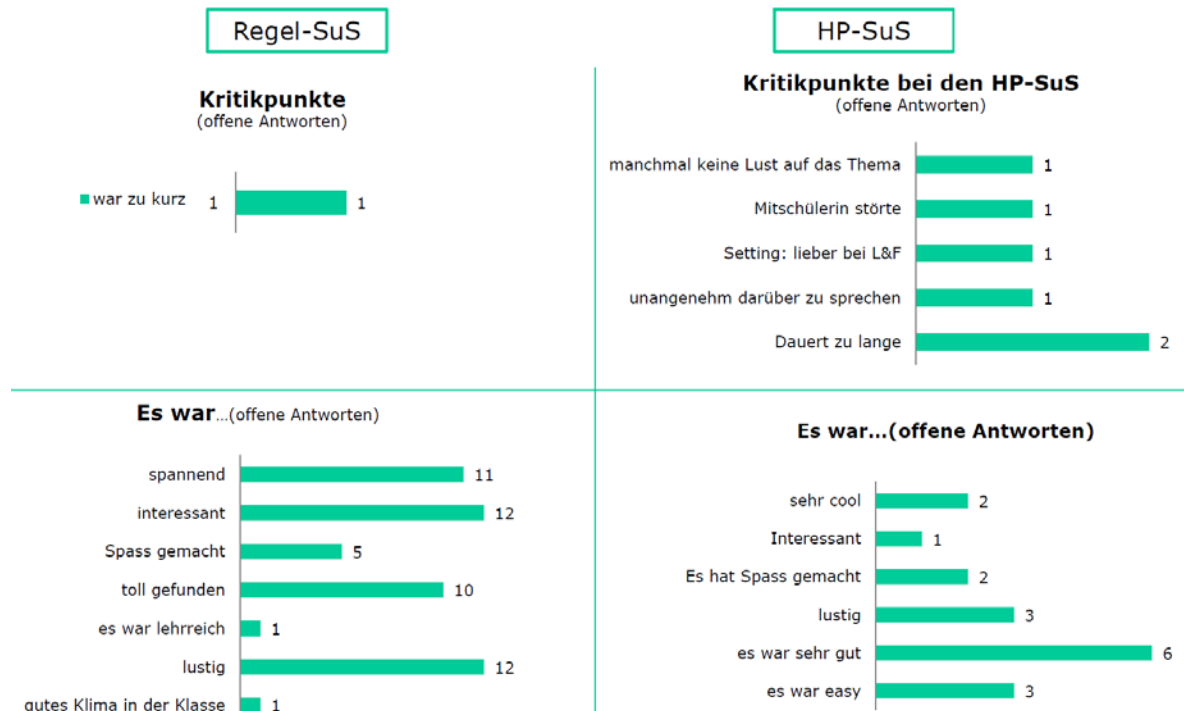 Regel-SuS
HP-SuS
Kritikpunkte
(offene Antworten)
war zu kurz 1 1
Kritikpunkte bei den HP-SuS
(offene Antworten)
manchmal keine Lust auf das Thema 1
Mitschülerin störte 1
Setting: lieber bei L&F 1
unangenehm darüber zu sprechen 1
Dauert zu lange 2
Es war...(offene Antworten)
spannend 11
interessant 12
Spass gemacht 5
toll gefunden 10
es war lehrreich 1
lustig 12
gutes Klima in der Klasse 1
Es war...(offene Antworten)
sehr cool 2
Interessant 1
Es hat Spass gemacht 2
lustig 3
es war sehr gut 6
es war easy 3